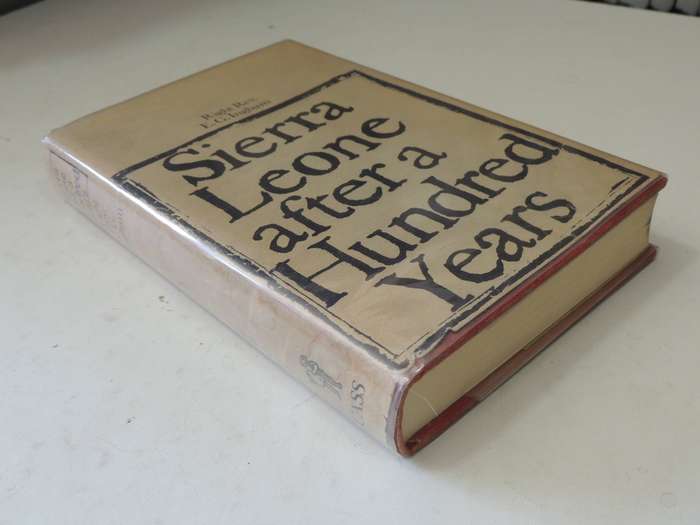 Right Rev.
E. G. Ingham
Sierra
Leone
after a
Hundred
Years
CASS